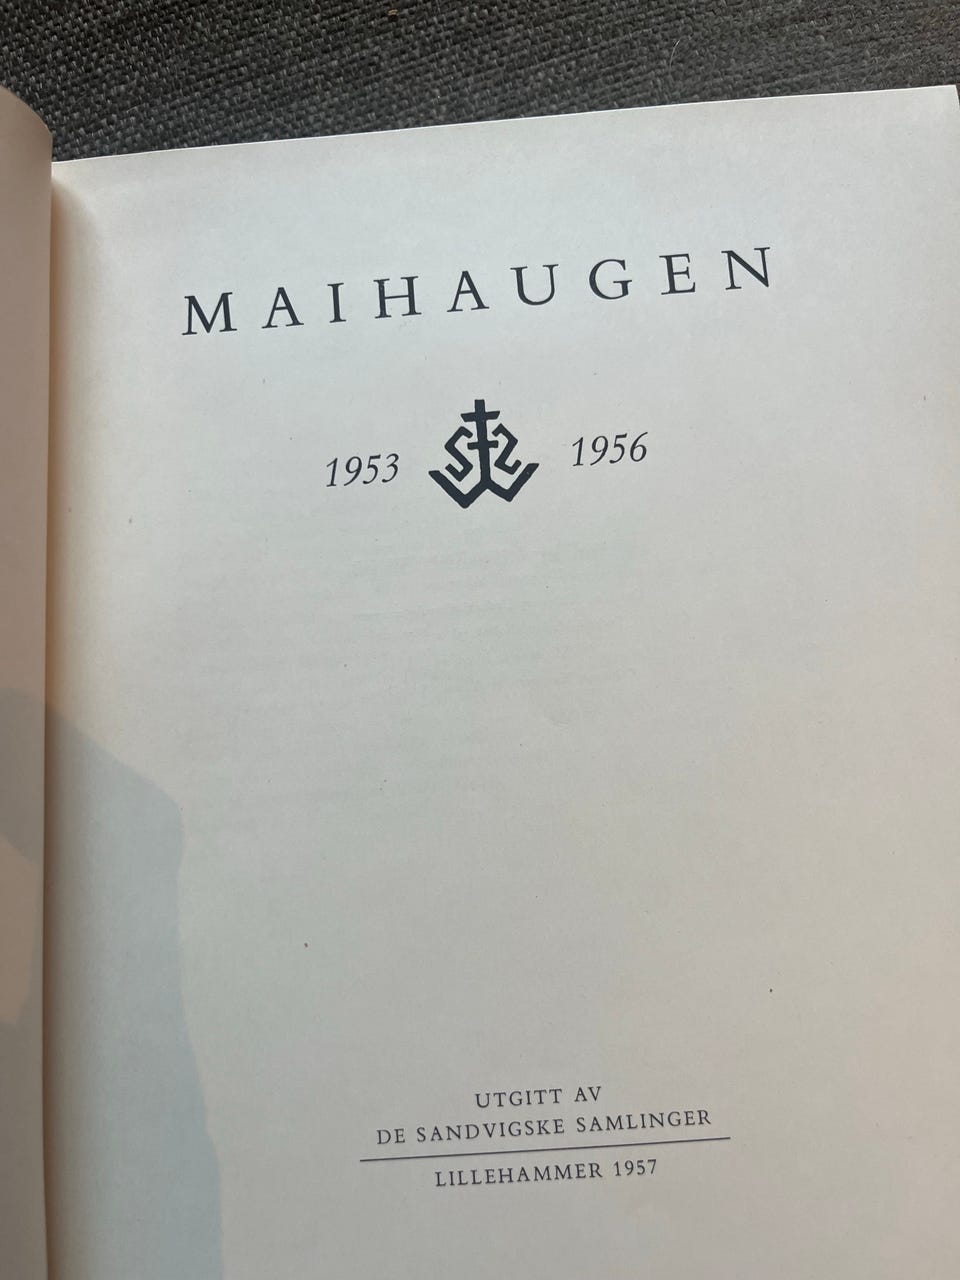 MAIHAUGEN
1953 1956
UTGITT AV
DE SANDVIGSKE SAMLINGER
LILLEHAMMER 1957